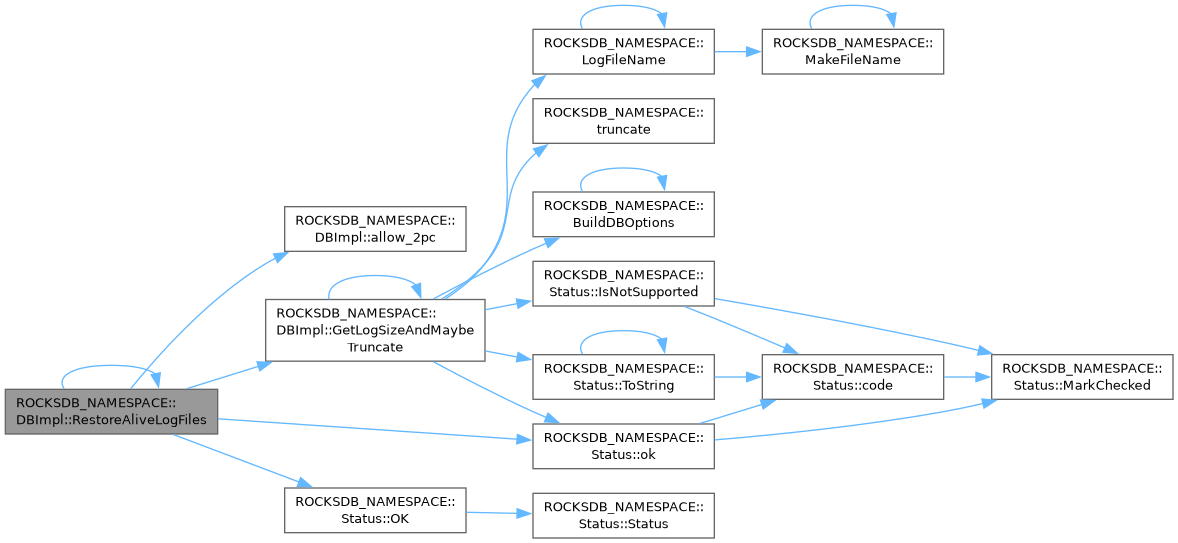 ROCKSDB_NAMESPACE::
LogFileName
ROCKSDB_NAMESPACE::
MakeFileName
ROCKSDB_NAMESPACE::
truncate
ROCKSDB_NAMESPACE::
BuildDBOptions
ROCKSDB_NAMESPACE::
DBImpl::allow_2pc
ROCKSDB_NAMESPACE::
Status::IsNotSupported
ROCKSDB_NAMESPACE::
DBImpl::GetLogSizeAndMaybe
Truncate
ROCKSDB_NAMESPACE::
Status::ToString
ROCKSDB_NAMESPACE::
Status::code
ROCKSDB_NAMESPACE::
Status::MarkChecked
ROCKSDB_NAMESPACE::
DBImpl::RestoreAliveLogFiles
ROCKSDB_NAMESPACE::
Status::ok
ROCKSDB_NAMESPACE::
Status::OK
ROCKSDB_NAMESPACE::
Status::Status